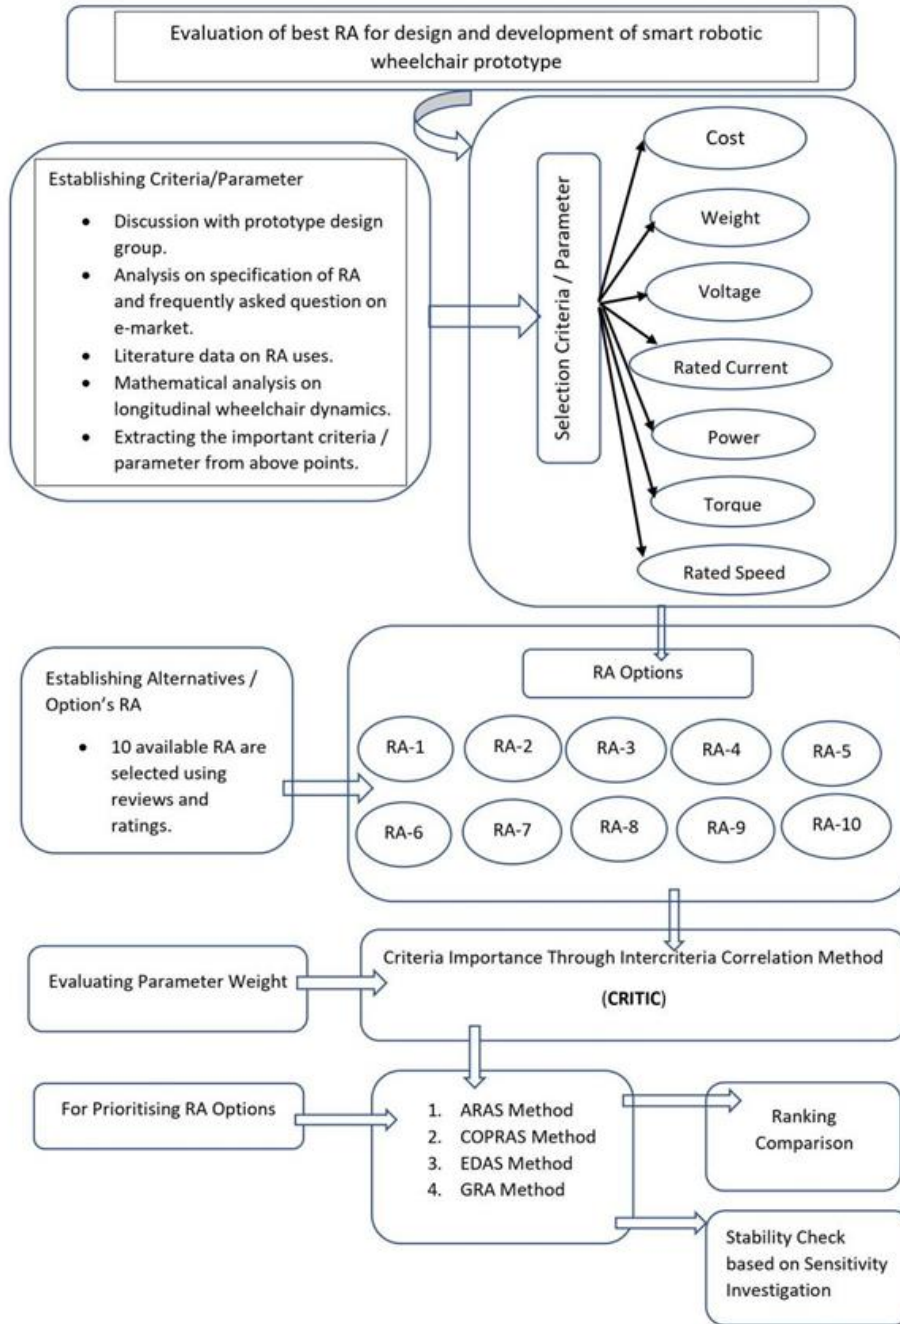 Evaluation of best RA for design and development of smart robotic
wheelchair prototype
Establishing Criteria/Parameter
• Discussion with prototype design
group.
• Analysis on specification of RA
and frequently asked question on
e-market.
• Literature data on RA uses.
• Mathematical analysis on
longitudinal wheelchair dynamics.
• Extracting the important criteria /
parameter from above points.
Selection Criteria / Parameter
Cost
Weight
Voltage
Rated Current
Power
Torque
Rated Speed
Establishing Alternatives /
Option's RA
• 10 available RA are
selected using
reviews and
ratings.
RA Options
RA-1 RA-2 RA-3 RA-4 RA-5
RA-6 RA-7 RA-8 RA-9 RA-10
Evaluating Parameter Weight
Criteria Importance Through Intercriteria Correlation Method
(CRITIC)
For Prioritising RA Options
1. ARAS Method
2. COPRAS Method
3. EDAS Method
4. GRA Method
Ranking
Comparison
Stability Check
based on Sensitivity
Investigation